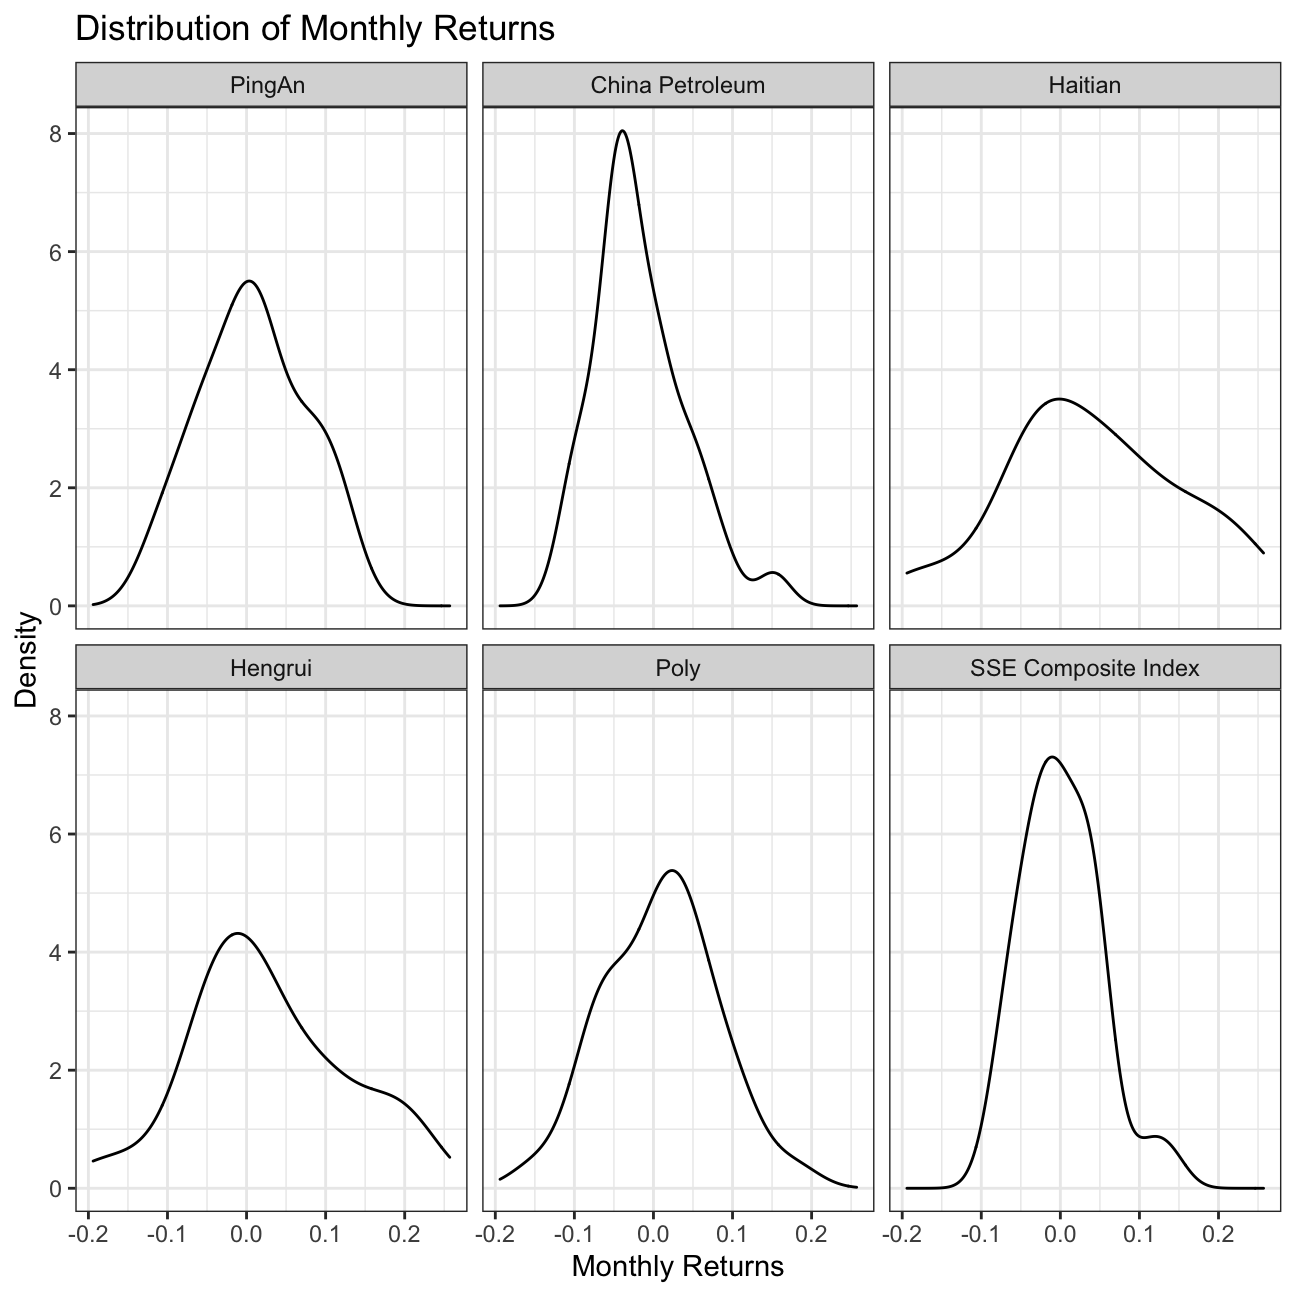 Distribution of Monthly Returns
PingAn
China Petroleum
Haitian
8
6
4
2
0
Density
Hengrui
Poly
SSE Composite Index
8
6
4
2
0
-0.2 -0.1 0.0 0.1 0.2
-0.2 -0.1 0.0 0.1 0.2
-0.2 -0.1 0.0 0.1 0.2
Monthly Returns